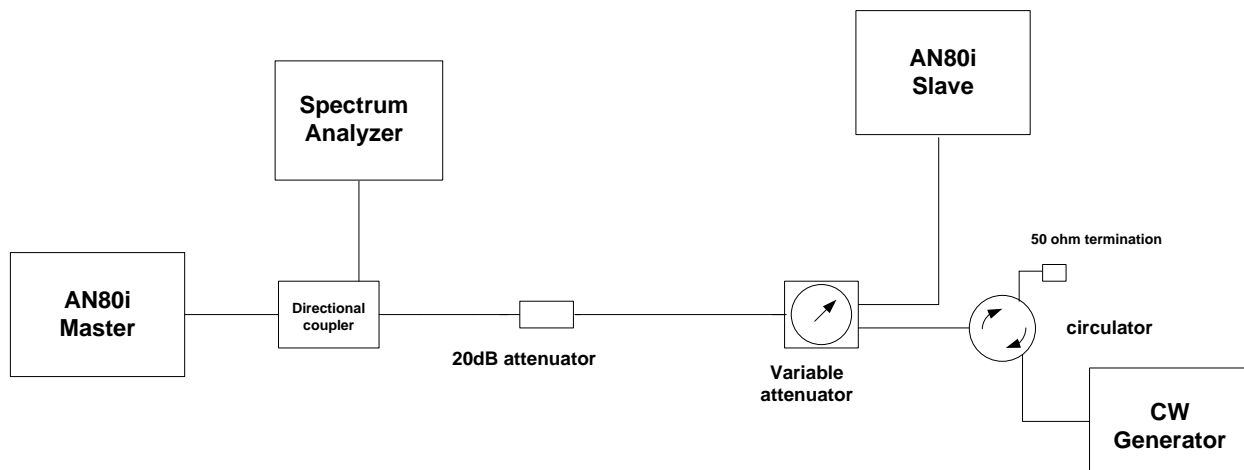 AN80i
Slave
Spectrum
Analyzer
50 ohm termination
AN80i
Master
Directional
coupler
circulator
20dB attenuator
Variable
attenuator
CW
Generator